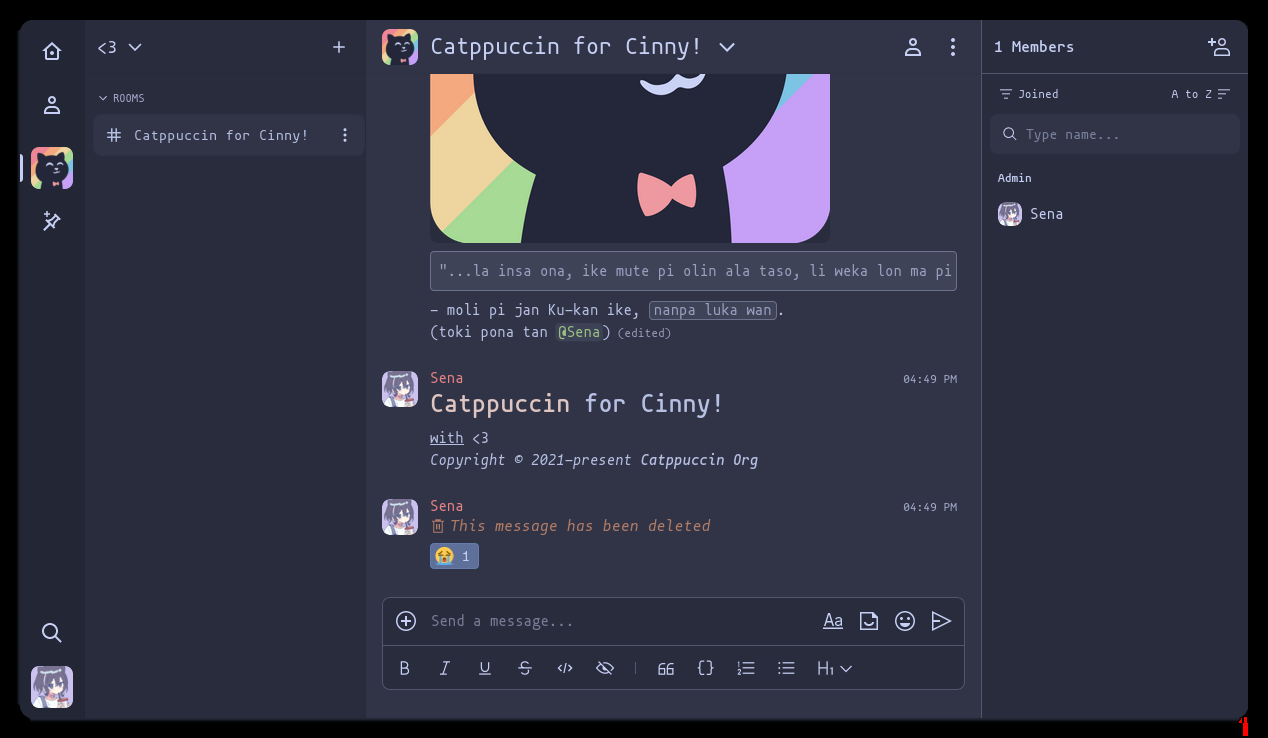 <3
ROOMS
Catppuccin for Cinny!
Catppuccin for Cinny!
"...la insa ona, ike mute pi olin ala taso, li weka lon ma pi
— moli pi jan Ku-kan ike, nanpa luka wan.
(toki pona tan @Sena) (edited)
Sena 04:49 PM
Catppuccin for Cinny!
with <3
Copyright © 2021-present Catppuccin Org
Sena 04:49 PM
This message has been deleted
😭 1
Send a message... Aa
B I U S </> {} H1
1 Members
Joined A to Z
Type name...
Admin
Sena